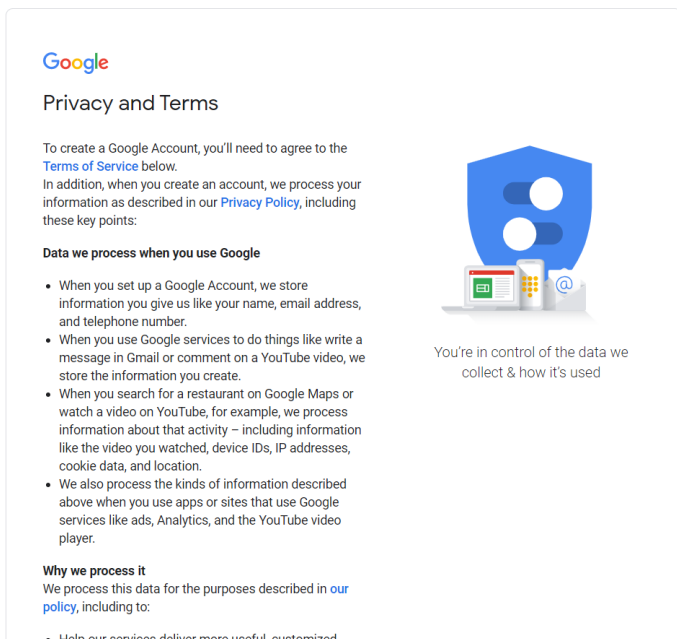 Google
Privacy and Terms
To create a Google Account, you’ll need to agree to the
Terms of Service below.
In addition, when you create an account, we process your
information as described in our Privacy Policy, including
these key points:
Data we process when you use Google
• When you set up a Google Account, we store
information you give us like your name, email address,
and telephone number.
• When you use Google services to do things like write a
message in Gmail or comment on a YouTube video, we
store the information you create.
• When you search for a restaurant on Google Maps or
watch a video on YouTube, for example, we process
information about that activity – including information
like the video you watched, device IDs, IP addresses,
cookie data, and location.
• We also process the kinds of information described
above when you use apps or sites that use Google
services like ads, Analytics, and the YouTube video
player.
Why we process it
We process this data for the purposes described in our
policy, including to:
• Help our services deliver more useful, customized
@
You’re in control of the data we
collect & how it’s used